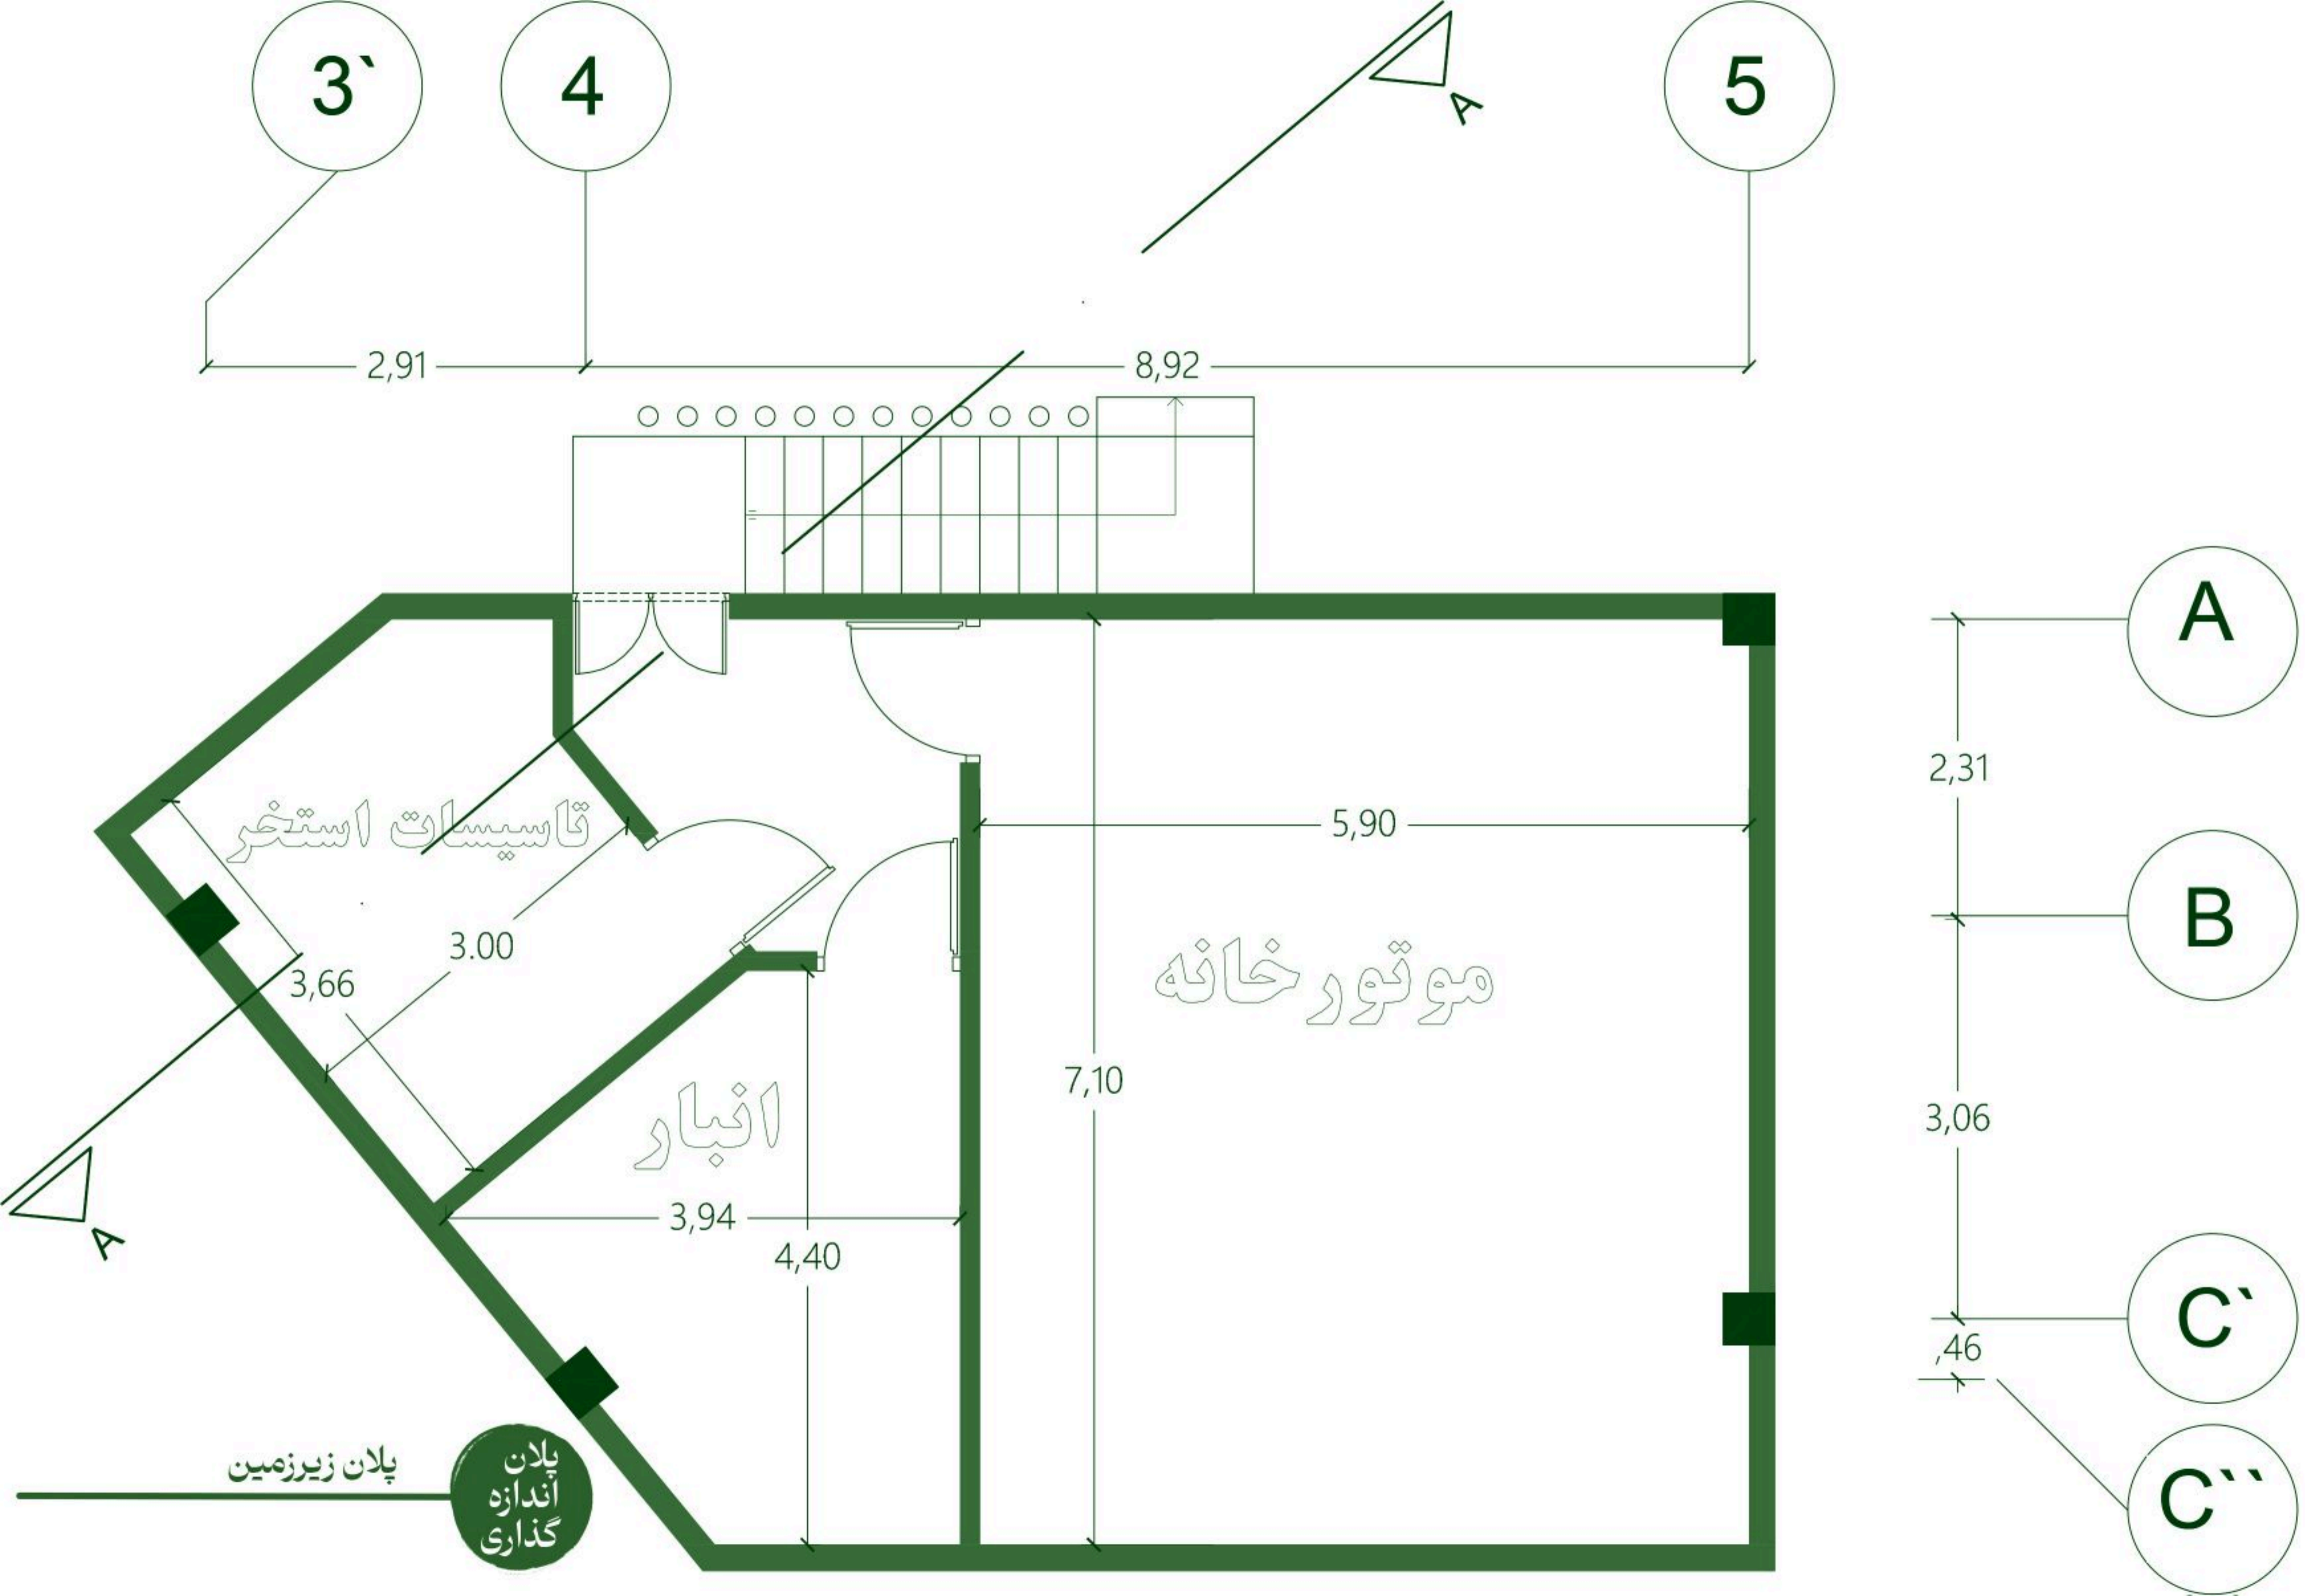 3`
4
5
A
2,91
8,92
A
2,31
B
5,90
تاسیسات استخر
3.00
3,66
موتورخانه
7,10
3,06
انبار
3,94
4,40
A
C`
,46
C``
پلان زیرزمین
پلان
اندازه
گذاری